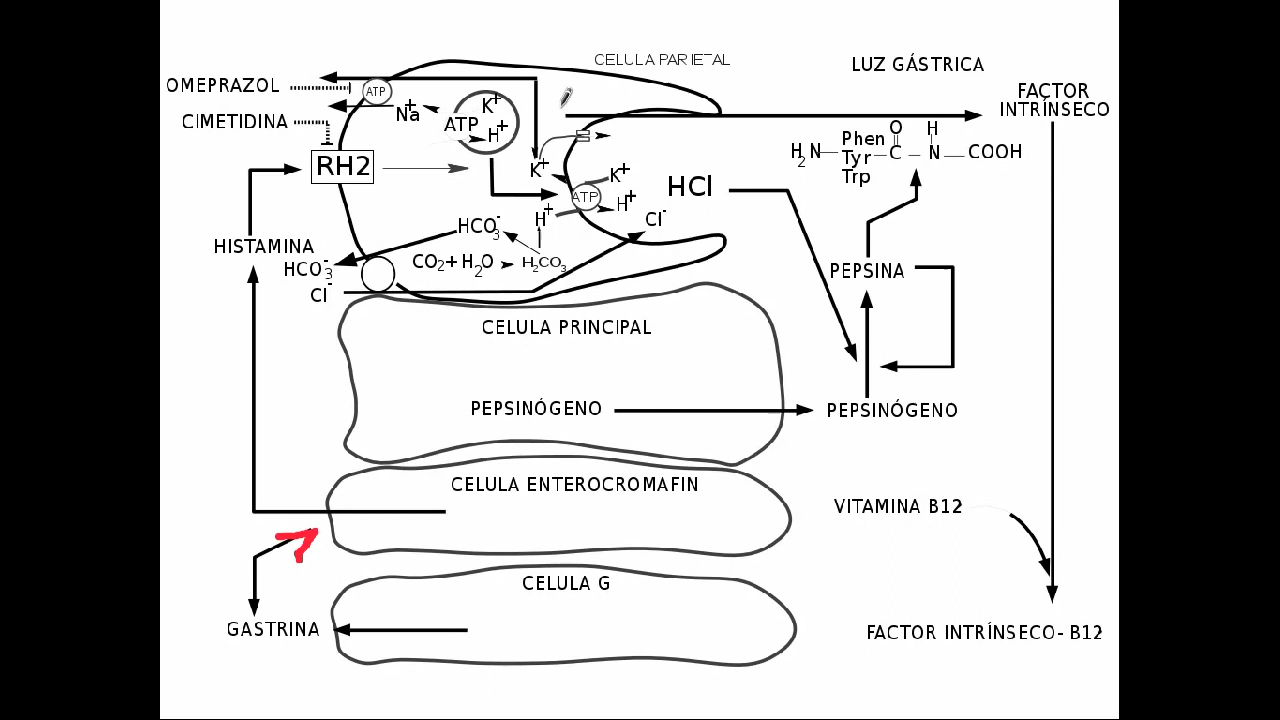 CELULA PARIETAL
LUZ GÁSTRICA
OMEPRAZOL
ATP
Na+
K+
ATP
H+
FACTOR
INTRÍNSECO
CIMETIDINA
RH2
K+
K+
ATP
H+
HCl
H2N
Phen
Tyr
Trp
O
C
H
N
COOH
HCO3-
H+
Cl-
HISTAMINA
HCO3-
CO2+ H2O
H2CO3
Cl-
PEPSINA
CELULA PRINCIPAL
PEPSINÓGENO
PEPSINÓGENO
CELULA ENTEROCROMAFIN
VITAMINA B12
CELULA G
GASTRINA
FACTOR INTRÍNSECO- B12